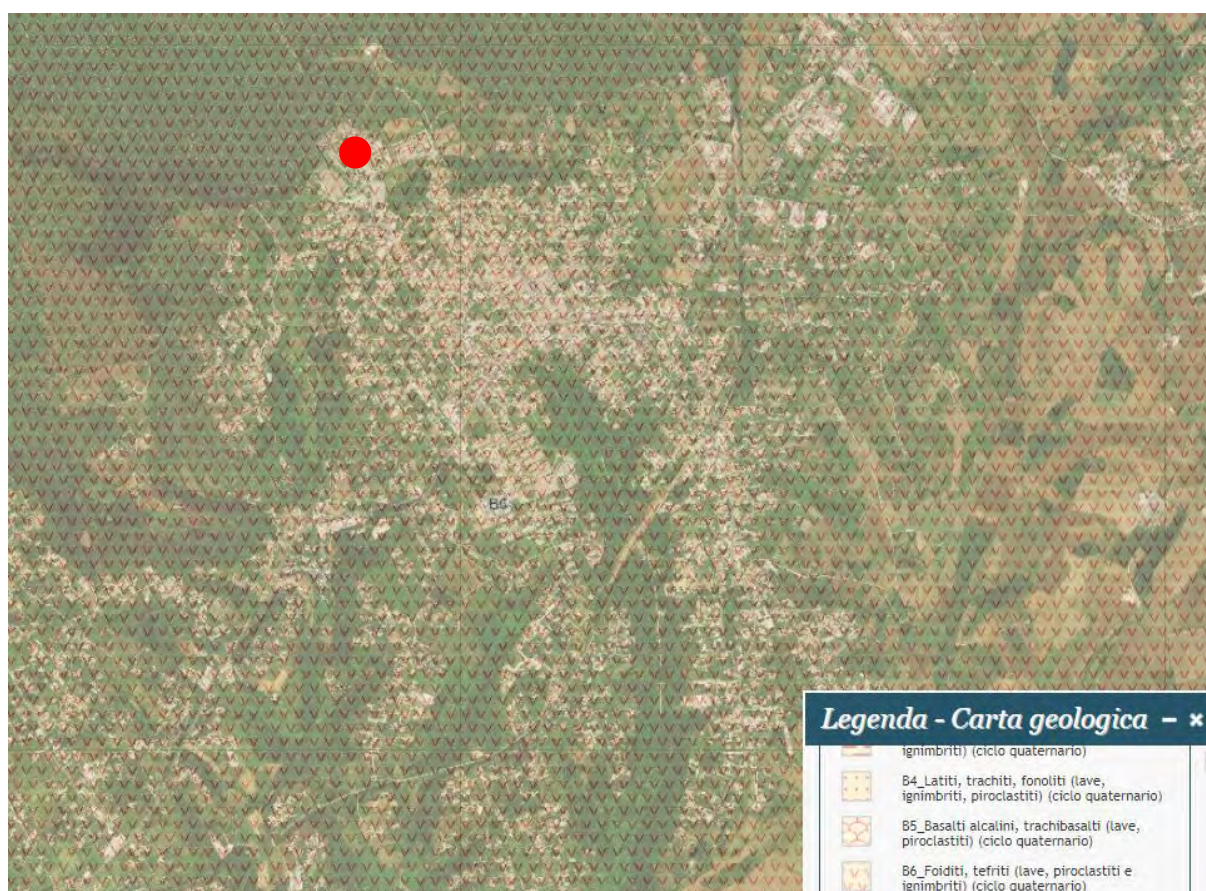 B6
Legenda - Carta geologica
ignimbriti) (ciclo quaternario)
B4_Latiti, trachiti, fonoliti (lave,
ignimbriti, piroclastiti) (ciclo quaternario)
B5_Basalti alcalini, trachibasalti (lave,
piroclastiti) (ciclo quaternario)
B6_Foiditi, tefriti (lave, piroclastiti e
ignimbriti) (ciclo quaternario)